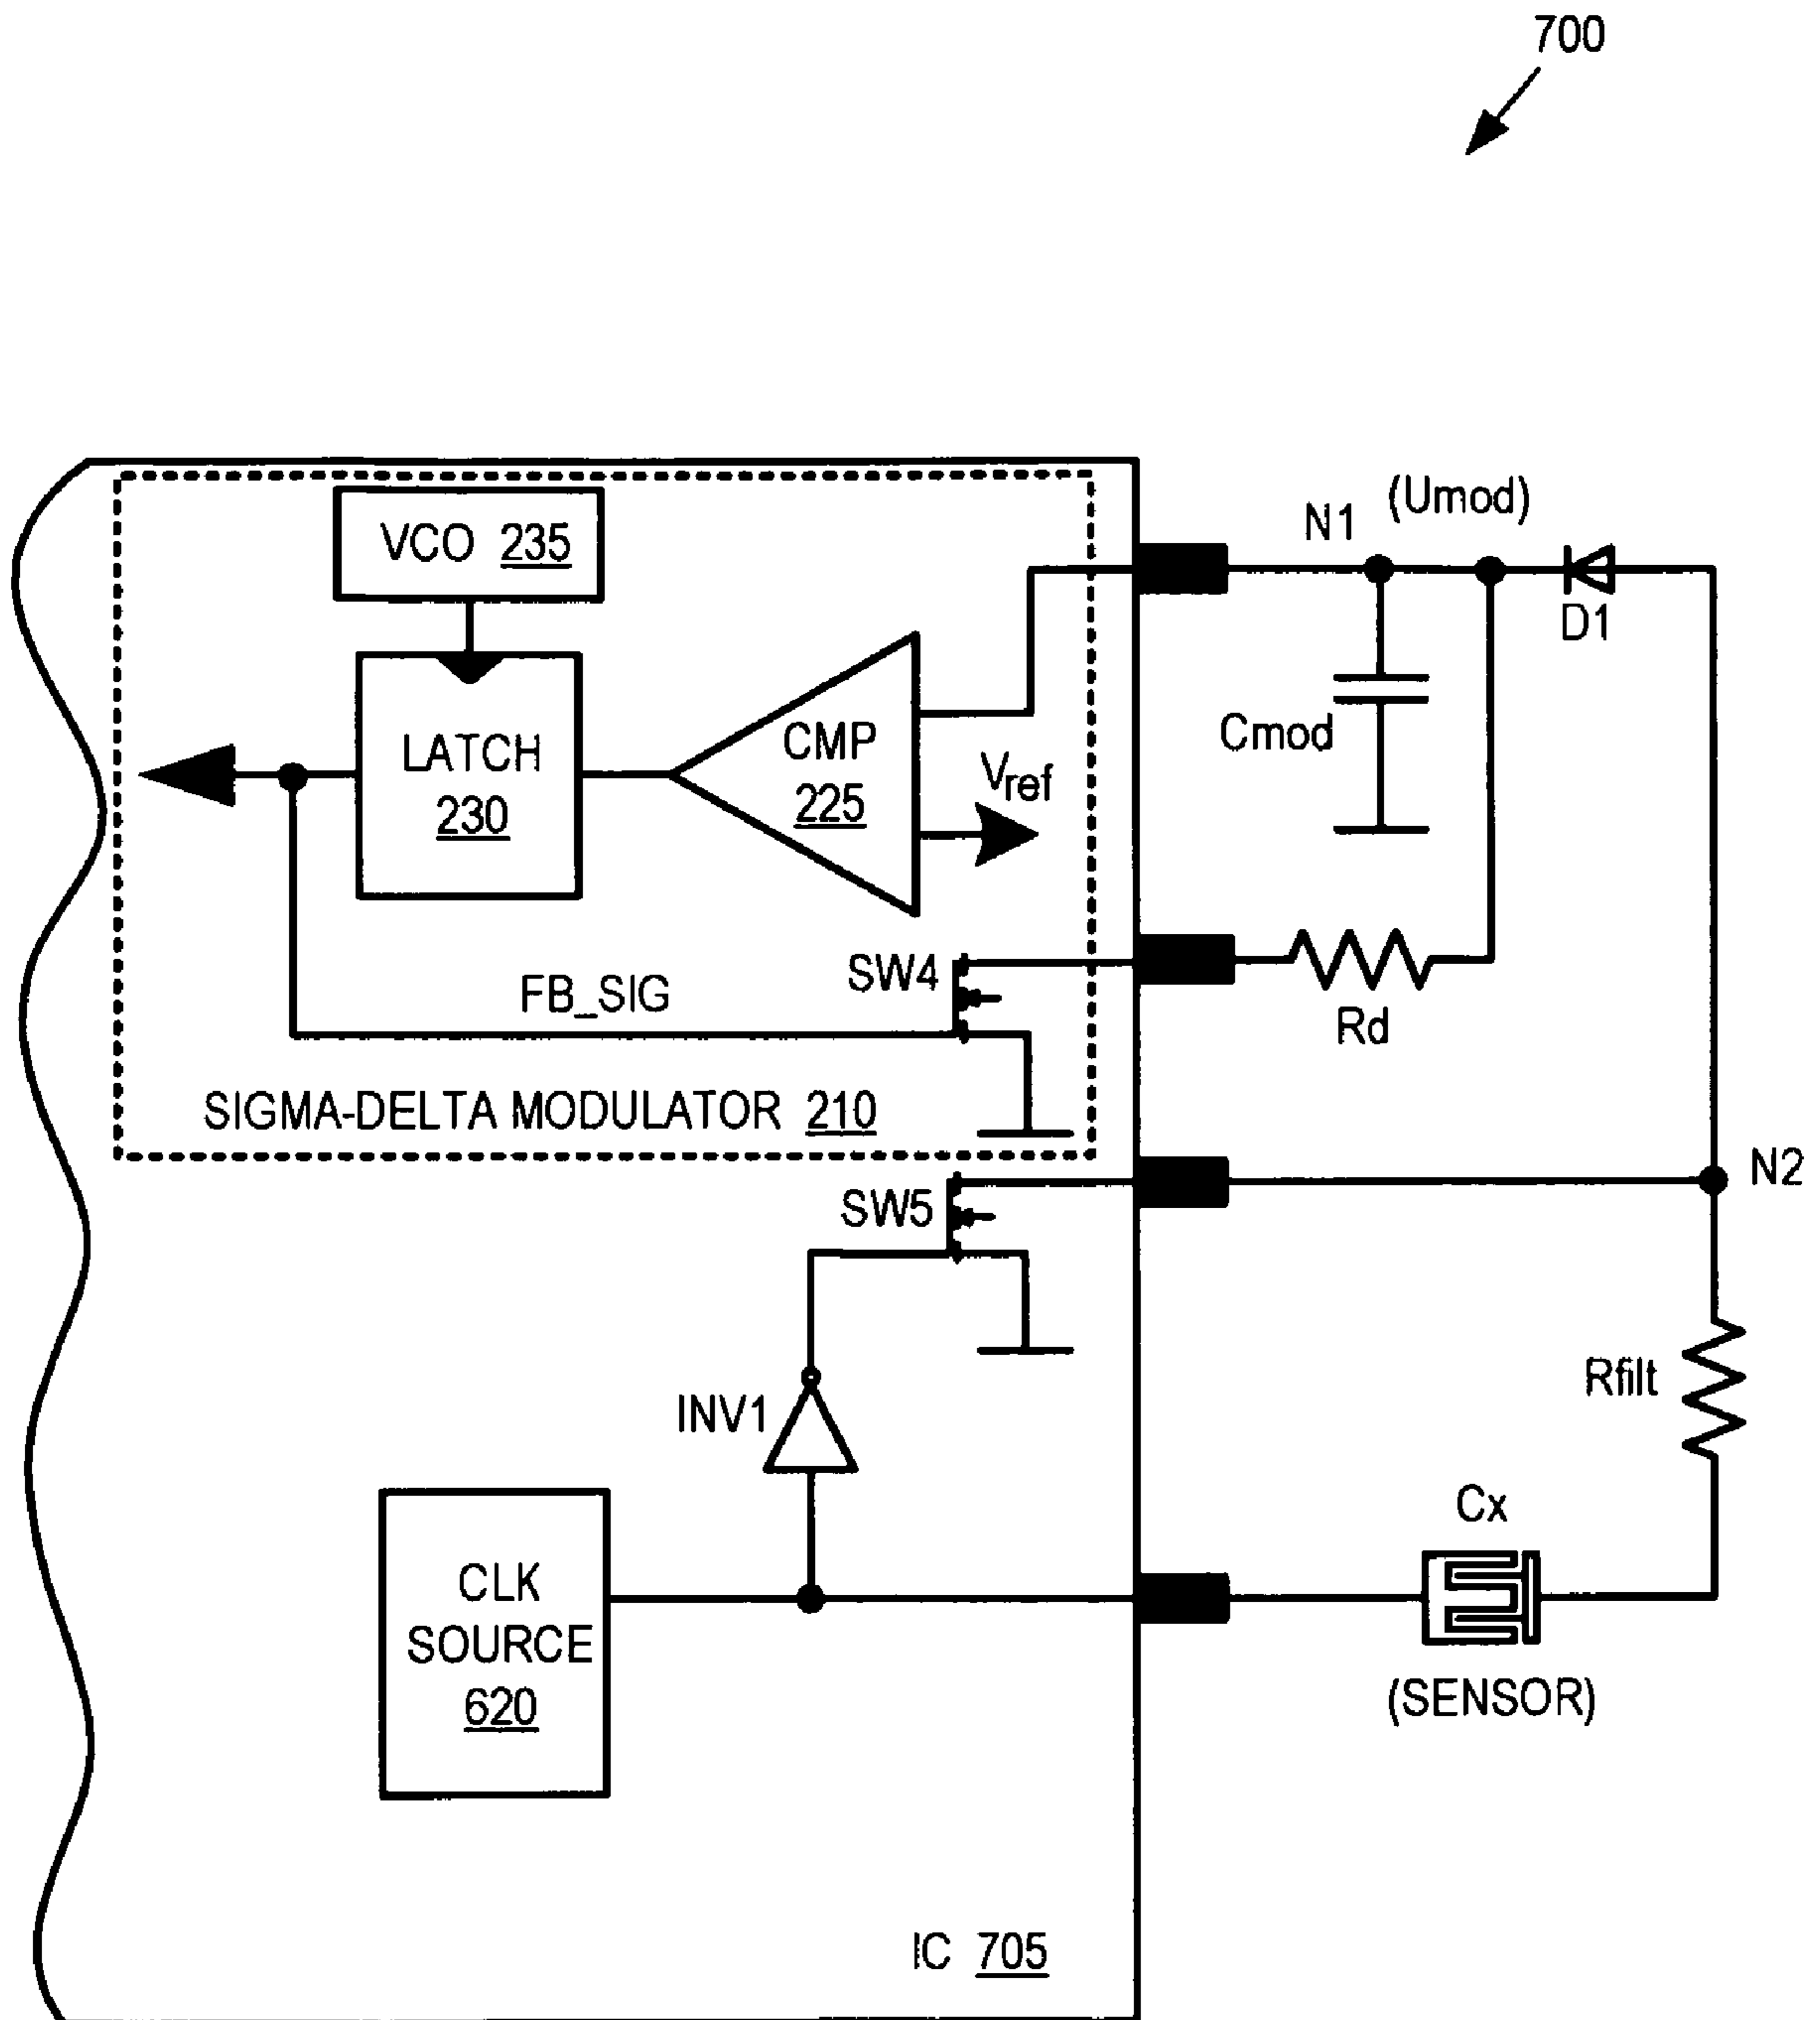 700
(Umod)
N1
VCO 235
D1
CMP
225
Cmod
LATCH
230
Vref
SW4
FB_SIG
Rd
SIGMA-DELTA MODULATOR 210
N2
SW5
Rfilt
INV1
Cx
CLK
SOURCE
620
(SENSOR)
IC 705